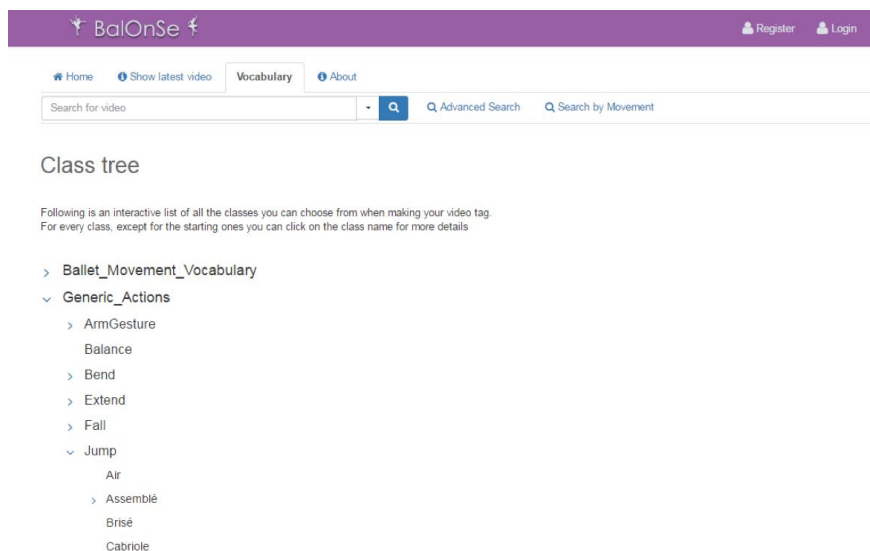 BalOnSe Register Login
Home Show latest video Vocabulary About
Search for video Advanced Search Search by Movement
Class tree
Following is an interactive list of all the classes you can choose from when making your video tag.
For every class, except for the starting ones you can click on the class name for more details
Ballet_Movement_Vocabulary
Generic_Actions
ArmGesture
Balance
Bend
Extend
Fall
Jump
Air
Assemblé
Brisé
Cabriole